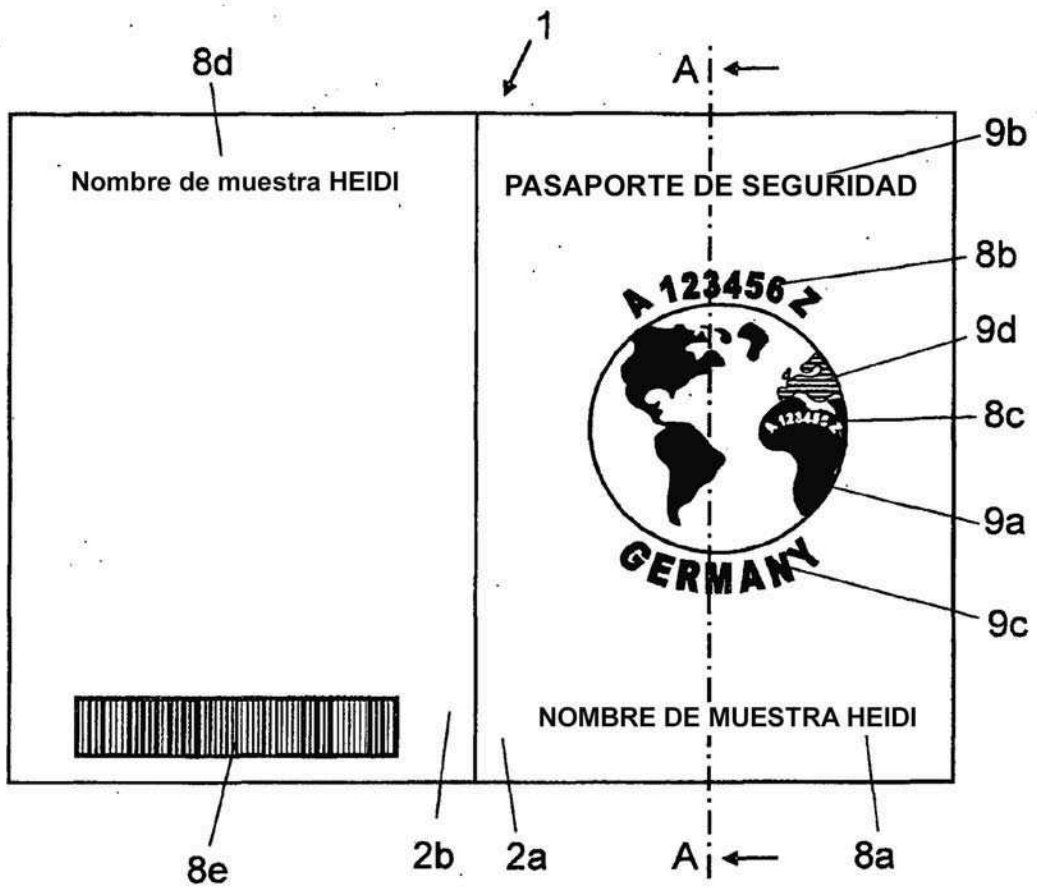 1
8d
A
9b
Nombre de muestra HEIDI
PASAPORTE DE SEGURIDAD
8b
A 123456 Z
9d
8c
A 123456 Z
9a
GERMANY
9c
NOMBRE DE MUESTRA HEIDI
8e
2b
2a
A
8a